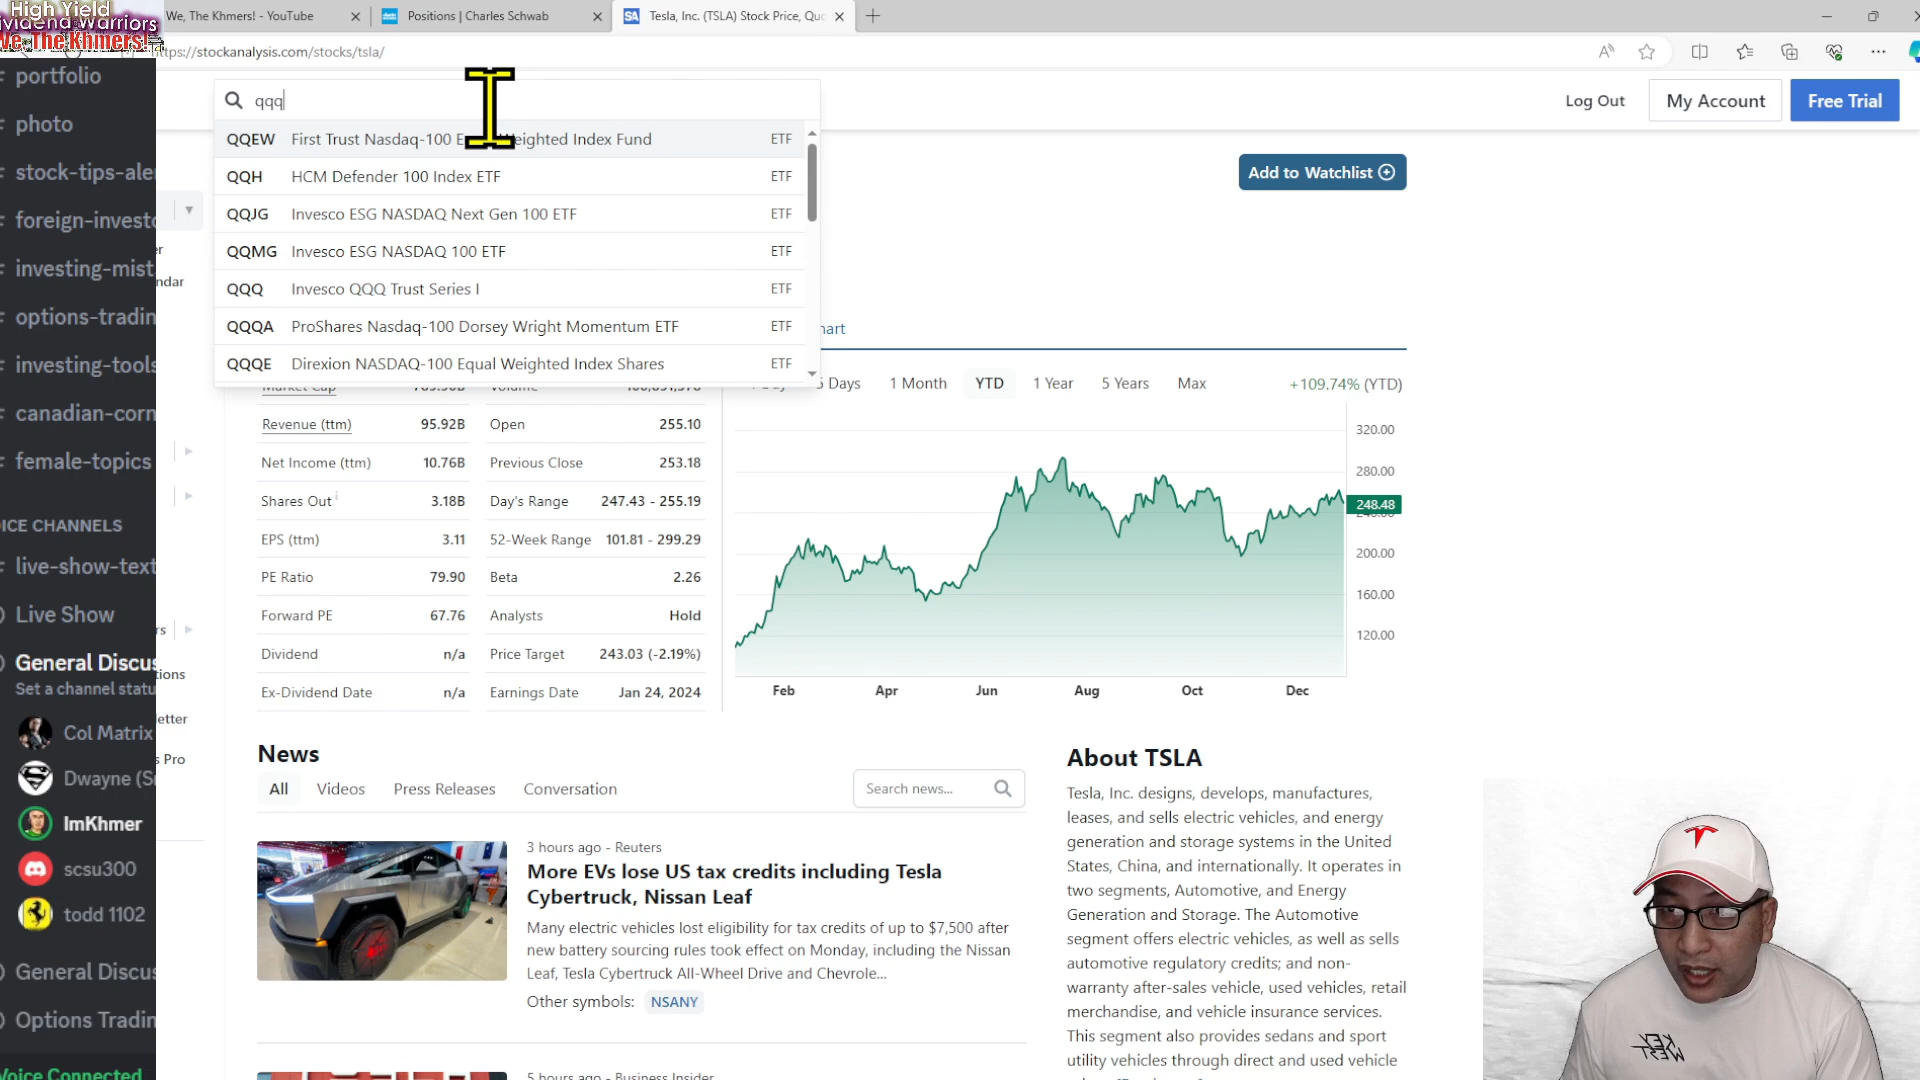 High Yield
ividend Warriors
We, The Khmers!
We, The Khmers! - YouTube
Positions | Charles Schwab
Tesla, Inc. (TSLA) Stock Price, Quo
https://stockanalysis.com/stocks/tsla/
portfolio
photo
stock-tips-aler
foreign-investo
investing-mist
options-tradin
investing-tools
canadian-corn
female-topics
ICE CHANNELS
live-show-text
Live Show
General Discus
Set a channel statu
Col Matrix
Dwayne (S
ImKhmer
scsu300
todd 1102
General Discus
Options Tradin
Voice Connected
er
ndar
rs
tions
etter
s Pro
qqq
QQEW First Trust Nasdaq-100 E eighted Index Fund ETF
QQH HCM Defender 100 Index ETF ETF
QQJG Invesco ESG NASDAQ Next Gen 100 ETF ETF
QQMG Invesco ESG NASDAQ 100 ETF ETF
QQQ Invesco QQQ Trust Series I ETF
QQQA ProShares Nasdaq-100 Dorsey Wright Momentum ETF ETF
QQQE Direxion NASDAQ-100 Equal Weighted Index Shares ETF
Log Out
My Account
Free Trial
Add to Watchlist
hart
Market Cap
Volume
Revenue (ttm) 95.92B Open 255.10
Net Income (ttm) 10.76B Previous Close 253.18
Shares Out 3.18B Day's Range 247.43 - 255.19
EPS (ttm) 3.11 52-Week Range 101.81 - 299.29
PE Ratio 79.90 Beta 2.26
Forward PE 67.76 Analysts Hold
Dividend n/a Price Target 243.03 (-2.19%)
Ex-Dividend Date n/a Earnings Date Jan 24, 2024
5 Days 1 Month YTD 1 Year 5 Years Max +109.74% (YTD)
320.00
280.00
248.48
200.00
160.00
120.00
Feb Apr Jun Aug Oct Dec
News
All Videos Press Releases Conversation
Search news...
3 hours ago - Reuters
More EVs lose US tax credits including Tesla
Cybertruck, Nissan Leaf
Many electric vehicles lost eligibility for tax credits of up to $7,500 after
new battery sourcing rules took effect on Monday, including the Nissan
Leaf, Tesla Cybertruck All-Wheel Drive and Chevrole...
Other symbols: NSANY
5 hours ago - Business Insider
About TSLA
Tesla, Inc. designs, develops, manufactures,
leases, and sells electric vehicles, and energy
generation and storage systems in the United
States, China, and internationally. It operates in
two segments, Automotive, and Energy
Generation and Storage. The Automotive
segment offers electric vehicles, as well as sells
automotive regulatory credits; and non-
warranty after-sales vehicle, used vehicles, retail
merchandise, and vehicle insurance services.
This segment also provides sedans and sport
utility vehicles through direct and used vehicle
KEY
WEST